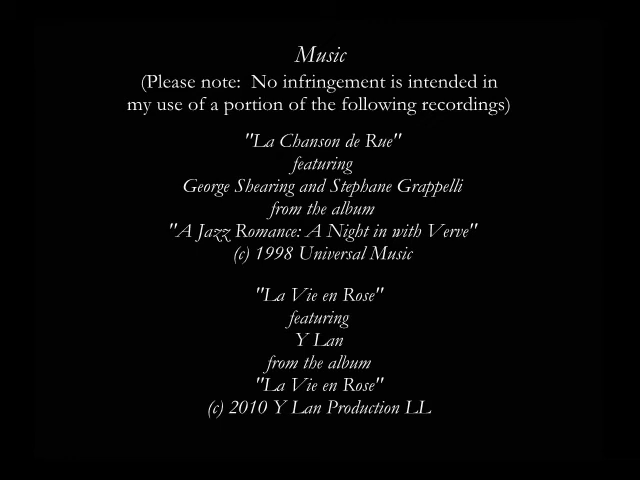 Music
(Please note:  No infringement is intended in
my use of a portion of the following recordings)
"La Chanson de Rue"
featuring
George Shearing and Stephane Grappelli
from the album
"A Jazz Romance: A Night in with Verve"
(c) 1998 Universal Music
"La Vie en Rose"
featuring
Y Lan
from the album
"La Vie en Rose"
(c) 2010 Y Lan Production LL